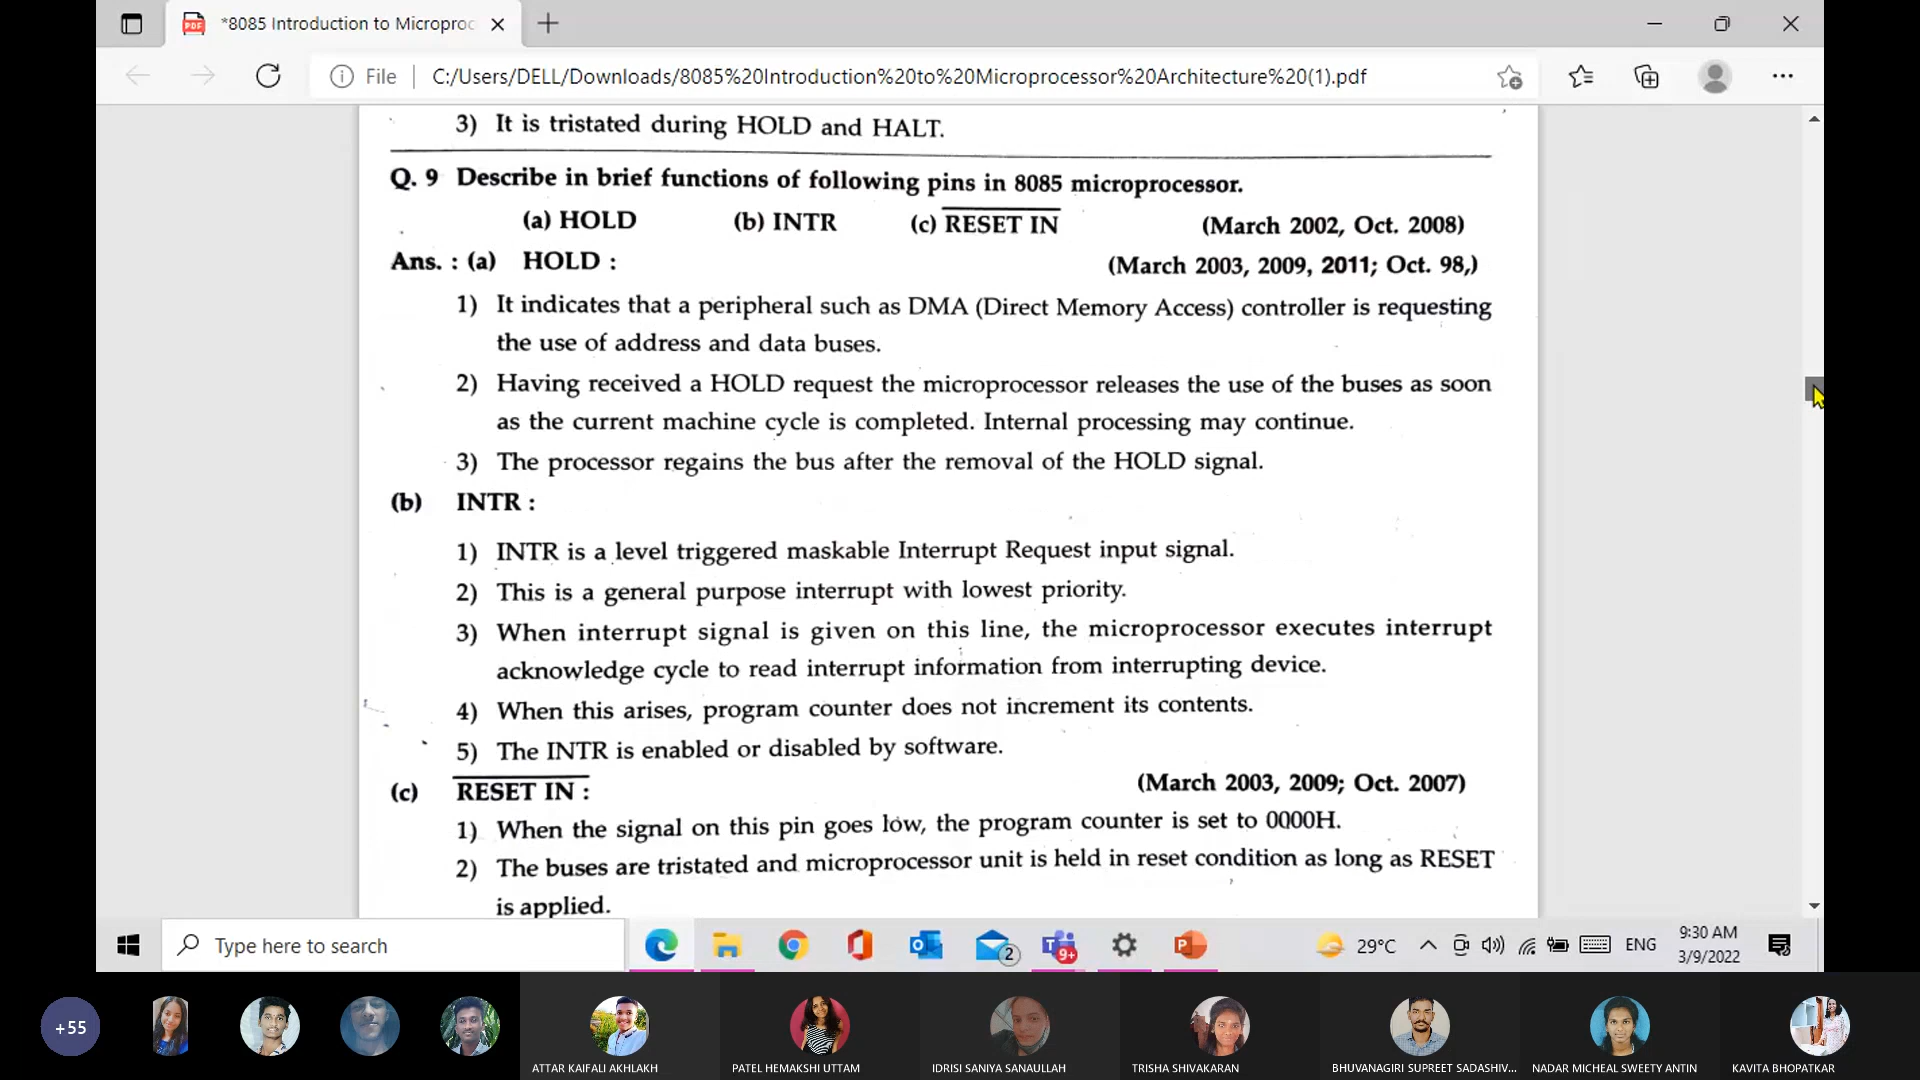 *8085 Introduction to Microproc
File
C:/Users/DELL/Downloads/8085%20Introduction%20to%20Microprocessor%20Architecture%20(1).pdf
3) It is tristated during HOLD and HALT.
Q. 9 Describe in brief functions of following pins in 8085 microprocessor.
(a) HOLD (b) INTR (c) RESET IN (March 2002, Oct. 2008)
Ans. : (a) HOLD : (March 2003, 2009, 2011; Oct. 98,)
1) It indicates that a peripheral such as DMA (Direct Memory Access) controller is requesting
the use of address and data buses.
2) Having received a HOLD request the microprocessor releases the use of the buses as soon
as the current machine cycle is completed. Internal processing may continue.
3) The processor regains the bus after the removal of the HOLD signal.
(b) INTR :
1) INTR is a level triggered maskable Interrupt Request input signal.
2) This is a general purpose interrupt with lowest priority.
3) When interrupt signal is given on this line, the microprocessor executes interrupt
acknowledge cycle to read interrupt information from interrupting device.
4) When this arises, program counter does not increment its contents.
5) The INTR is enabled or disabled by software.
(c) RESET IN : (March 2003, 2009; Oct. 2007)
1) When the signal on this pin goes low, the program counter is set to 0000H.
2) The buses are tristated and microprocessor unit is held in reset condition as long as RESET
is applied.
Type here to search
2
9+
29°C
ENG
9:30 AM
3/9/2022
+55
ATTAR KAIFALI AKHLAKH
PATEL HEMAKSHI UTTAM
IDRISI SANIYA SANAULLAH
TRISHA SHIVAKARAN
BHUVANAGIRI SUPREET SADASHIV...
NADAR MICHEAL SWEETY ANTIN
KAVITA BHOPATKAR